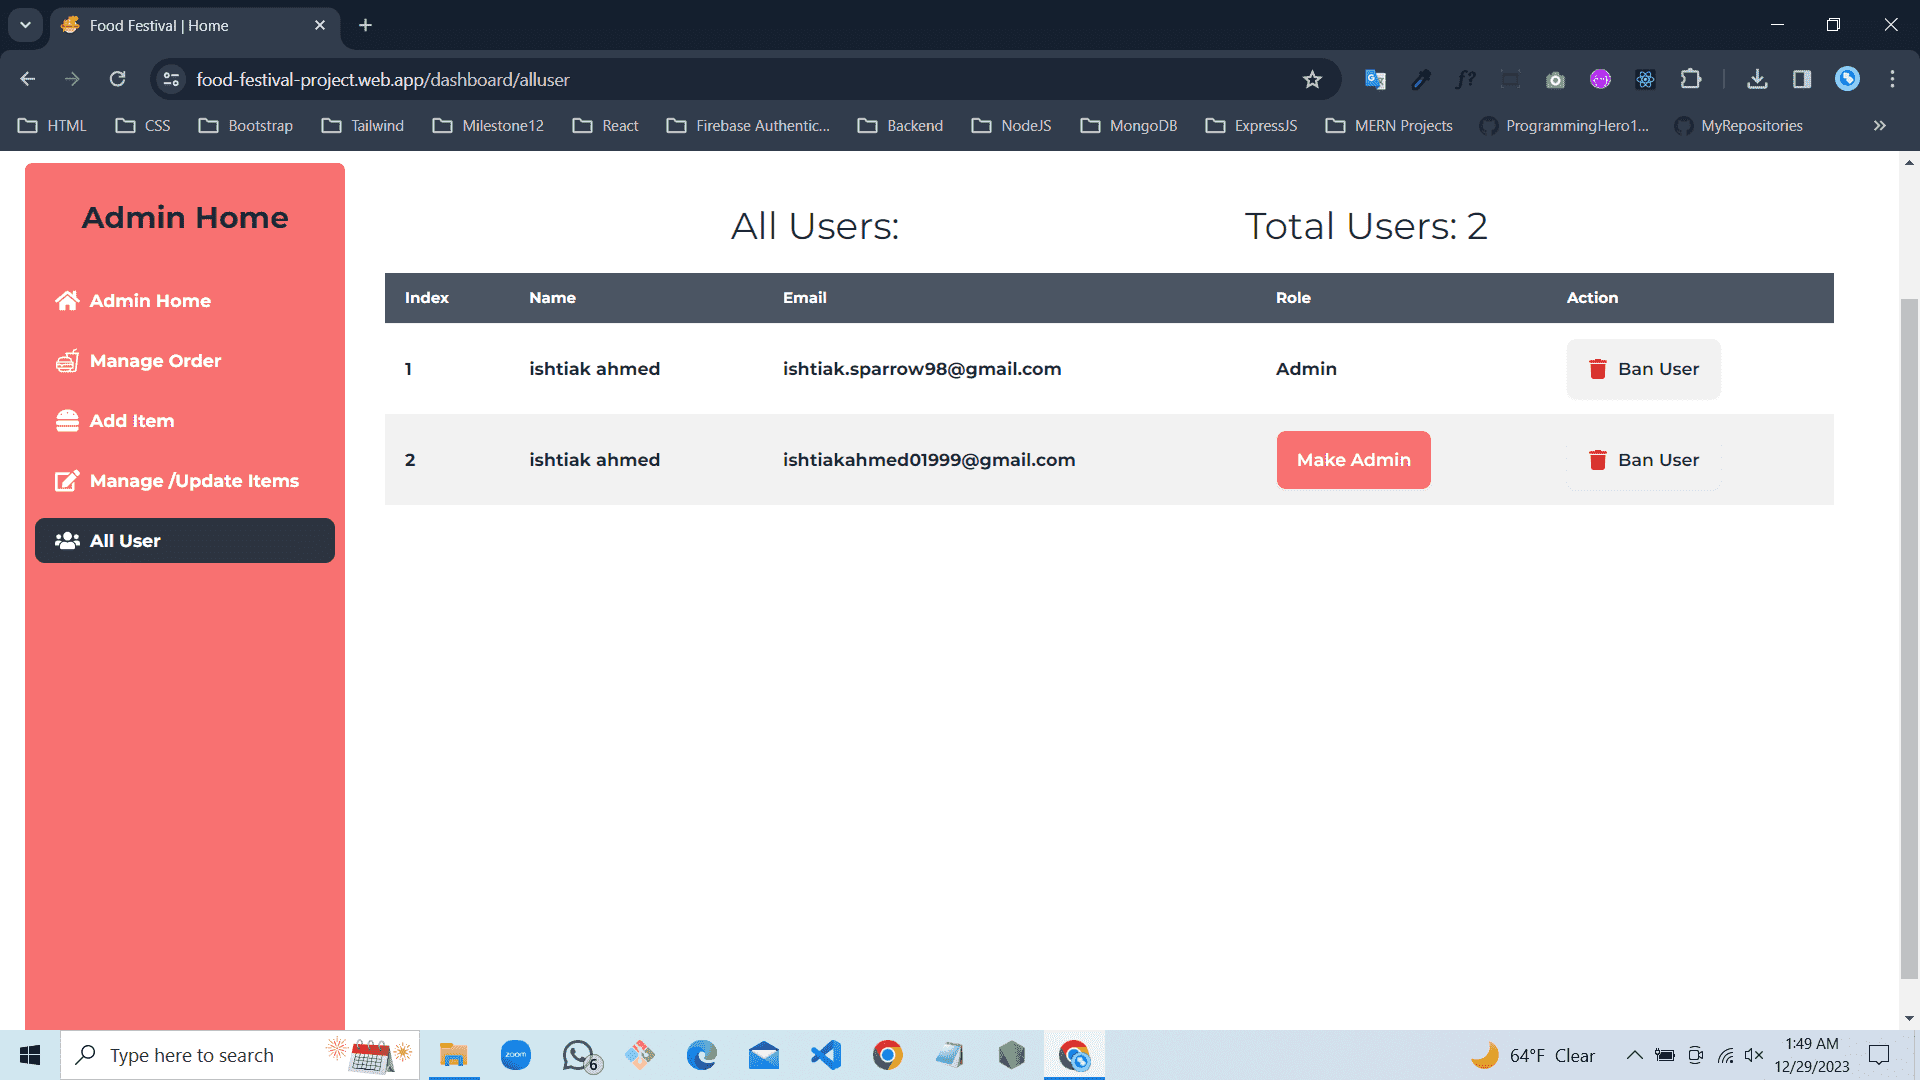 Food Festival | Home
food-festival-project.web.app/dashboard/alluser
HTML CSS Bootstrap Tailwind Milestone12 React Firebase Authentic... Backend NodeJS MongoDB ExpressJS MERN Projects ProgrammingHero1... MyRepositories
Admin Home
Admin Home
Manage Order
Add Item
Manage /Update Items
All User
All Users: Total Users: 2
Index Name Email Role Action
1 ishtiak ahmed ishtiak.sparrow98@gmail.com Admin Ban User
2 ishtiak ahmed ishtiakahmed01999@gmail.com Make Admin Ban User
Type here to search
zoom
6
64°F Clear
1:49 AM
12/29/2023